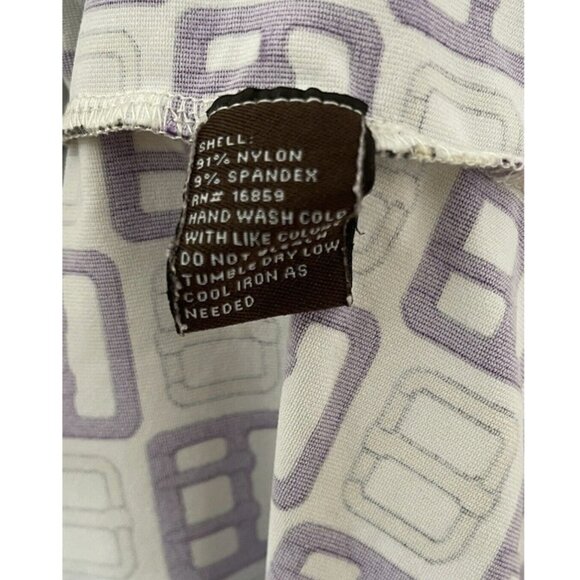 SHELL:
91% NYLON
9% SPANDEX
RN# 16859
HAND WASH COLD
WITH LIKE COLORS
DO NOT BLEACH
TUMBLE DRY LOW
COOL IRON AS
NEEDED